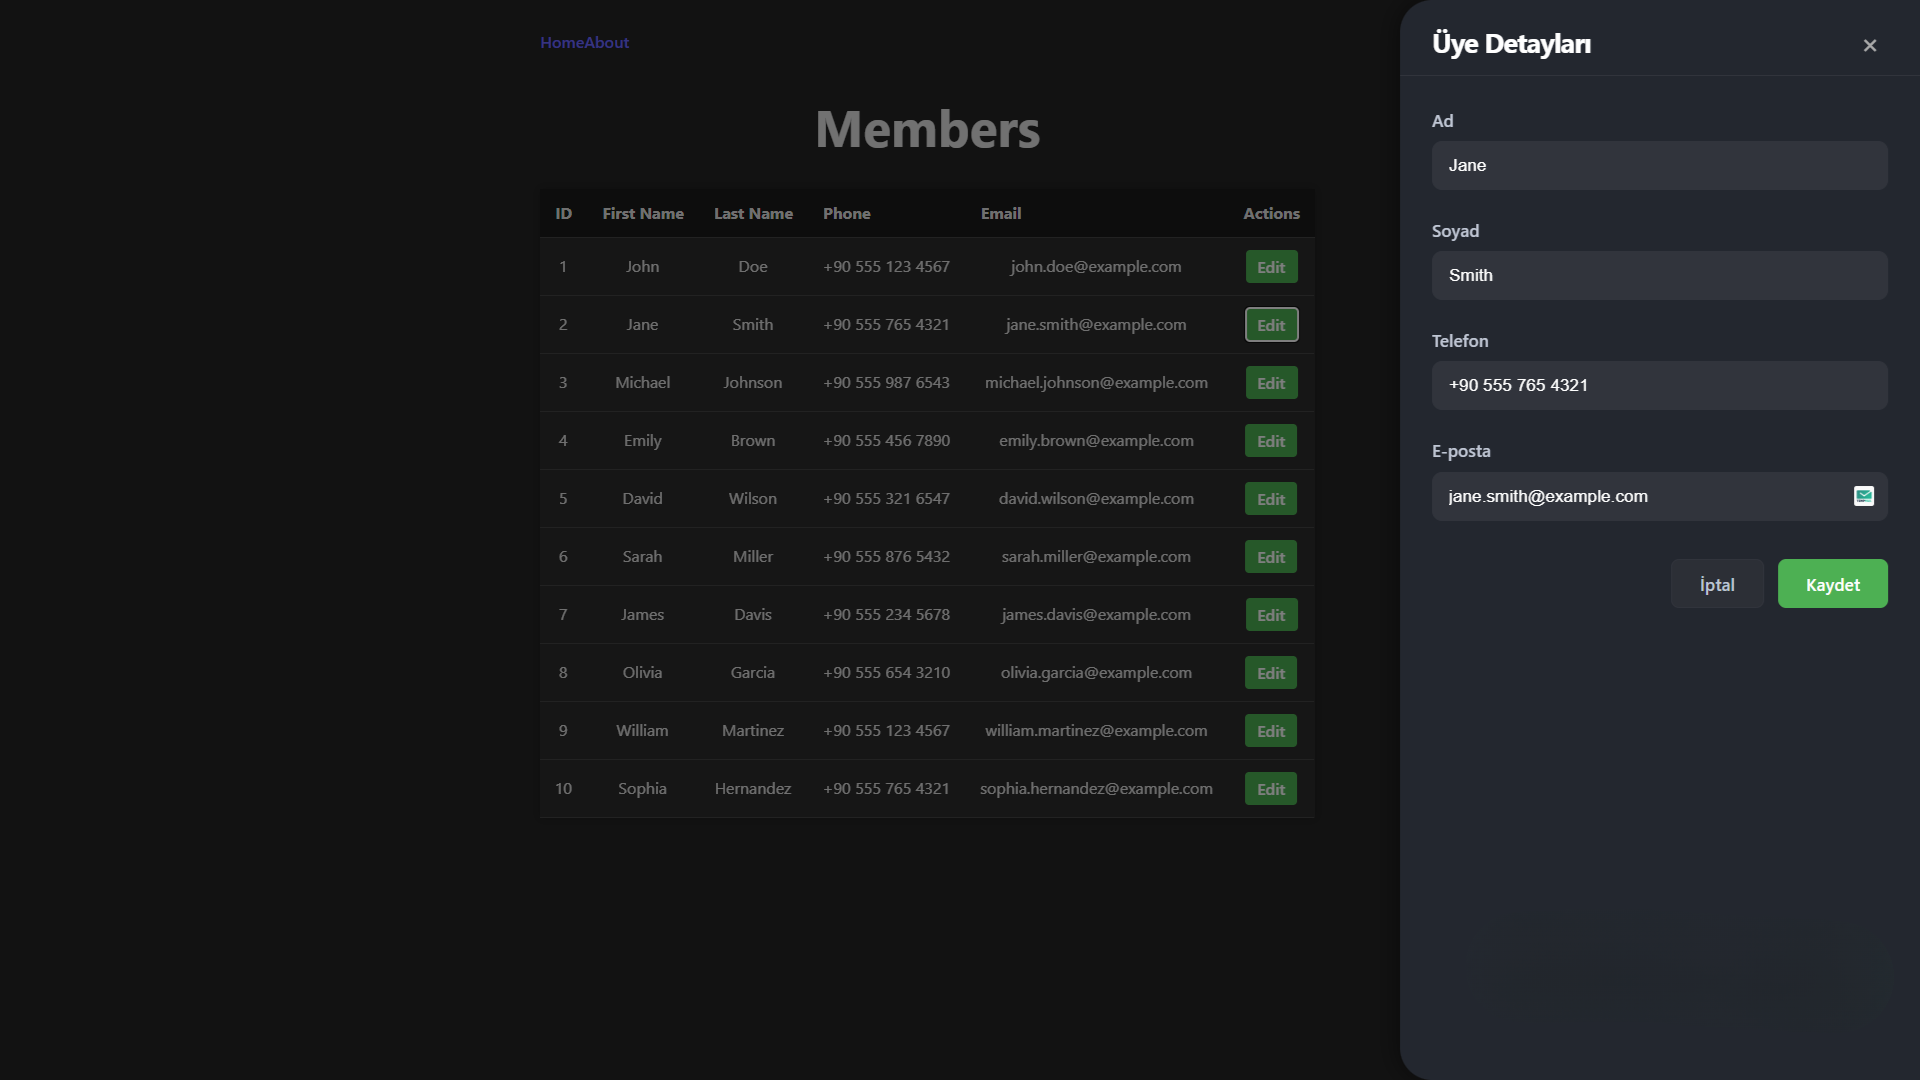 HomeAbout
Members
ID First Name Last Name Phone Email Actions
1 John Doe +90 555 123 4567 john.doe@example.com Edit
2 Jane Smith +90 555 765 4321 jane.smith@example.com Edit
3 Michael Johnson +90 555 987 6543 michael.johnson@example.com Edit
4 Emily Brown +90 555 456 7890 emily.brown@example.com Edit
5 David Wilson +90 555 321 6547 david.wilson@example.com Edit
6 Sarah Miller +90 555 876 5432 sarah.miller@example.com Edit
7 James Davis +90 555 234 5678 james.davis@example.com Edit
8 Olivia Garcia +90 555 654 3210 olivia.garcia@example.com Edit
9 William Martinez +90 555 123 4567 william.martinez@example.com Edit
10 Sophia Hernandez +90 555 765 4321 sophia.hernandez@example.com Edit
Üye Detayları ×
Ad
Jane
Soyad
Smith
Telefon
+90 555 765 4321
E-posta
jane.smith@example.com
İptal Kaydet